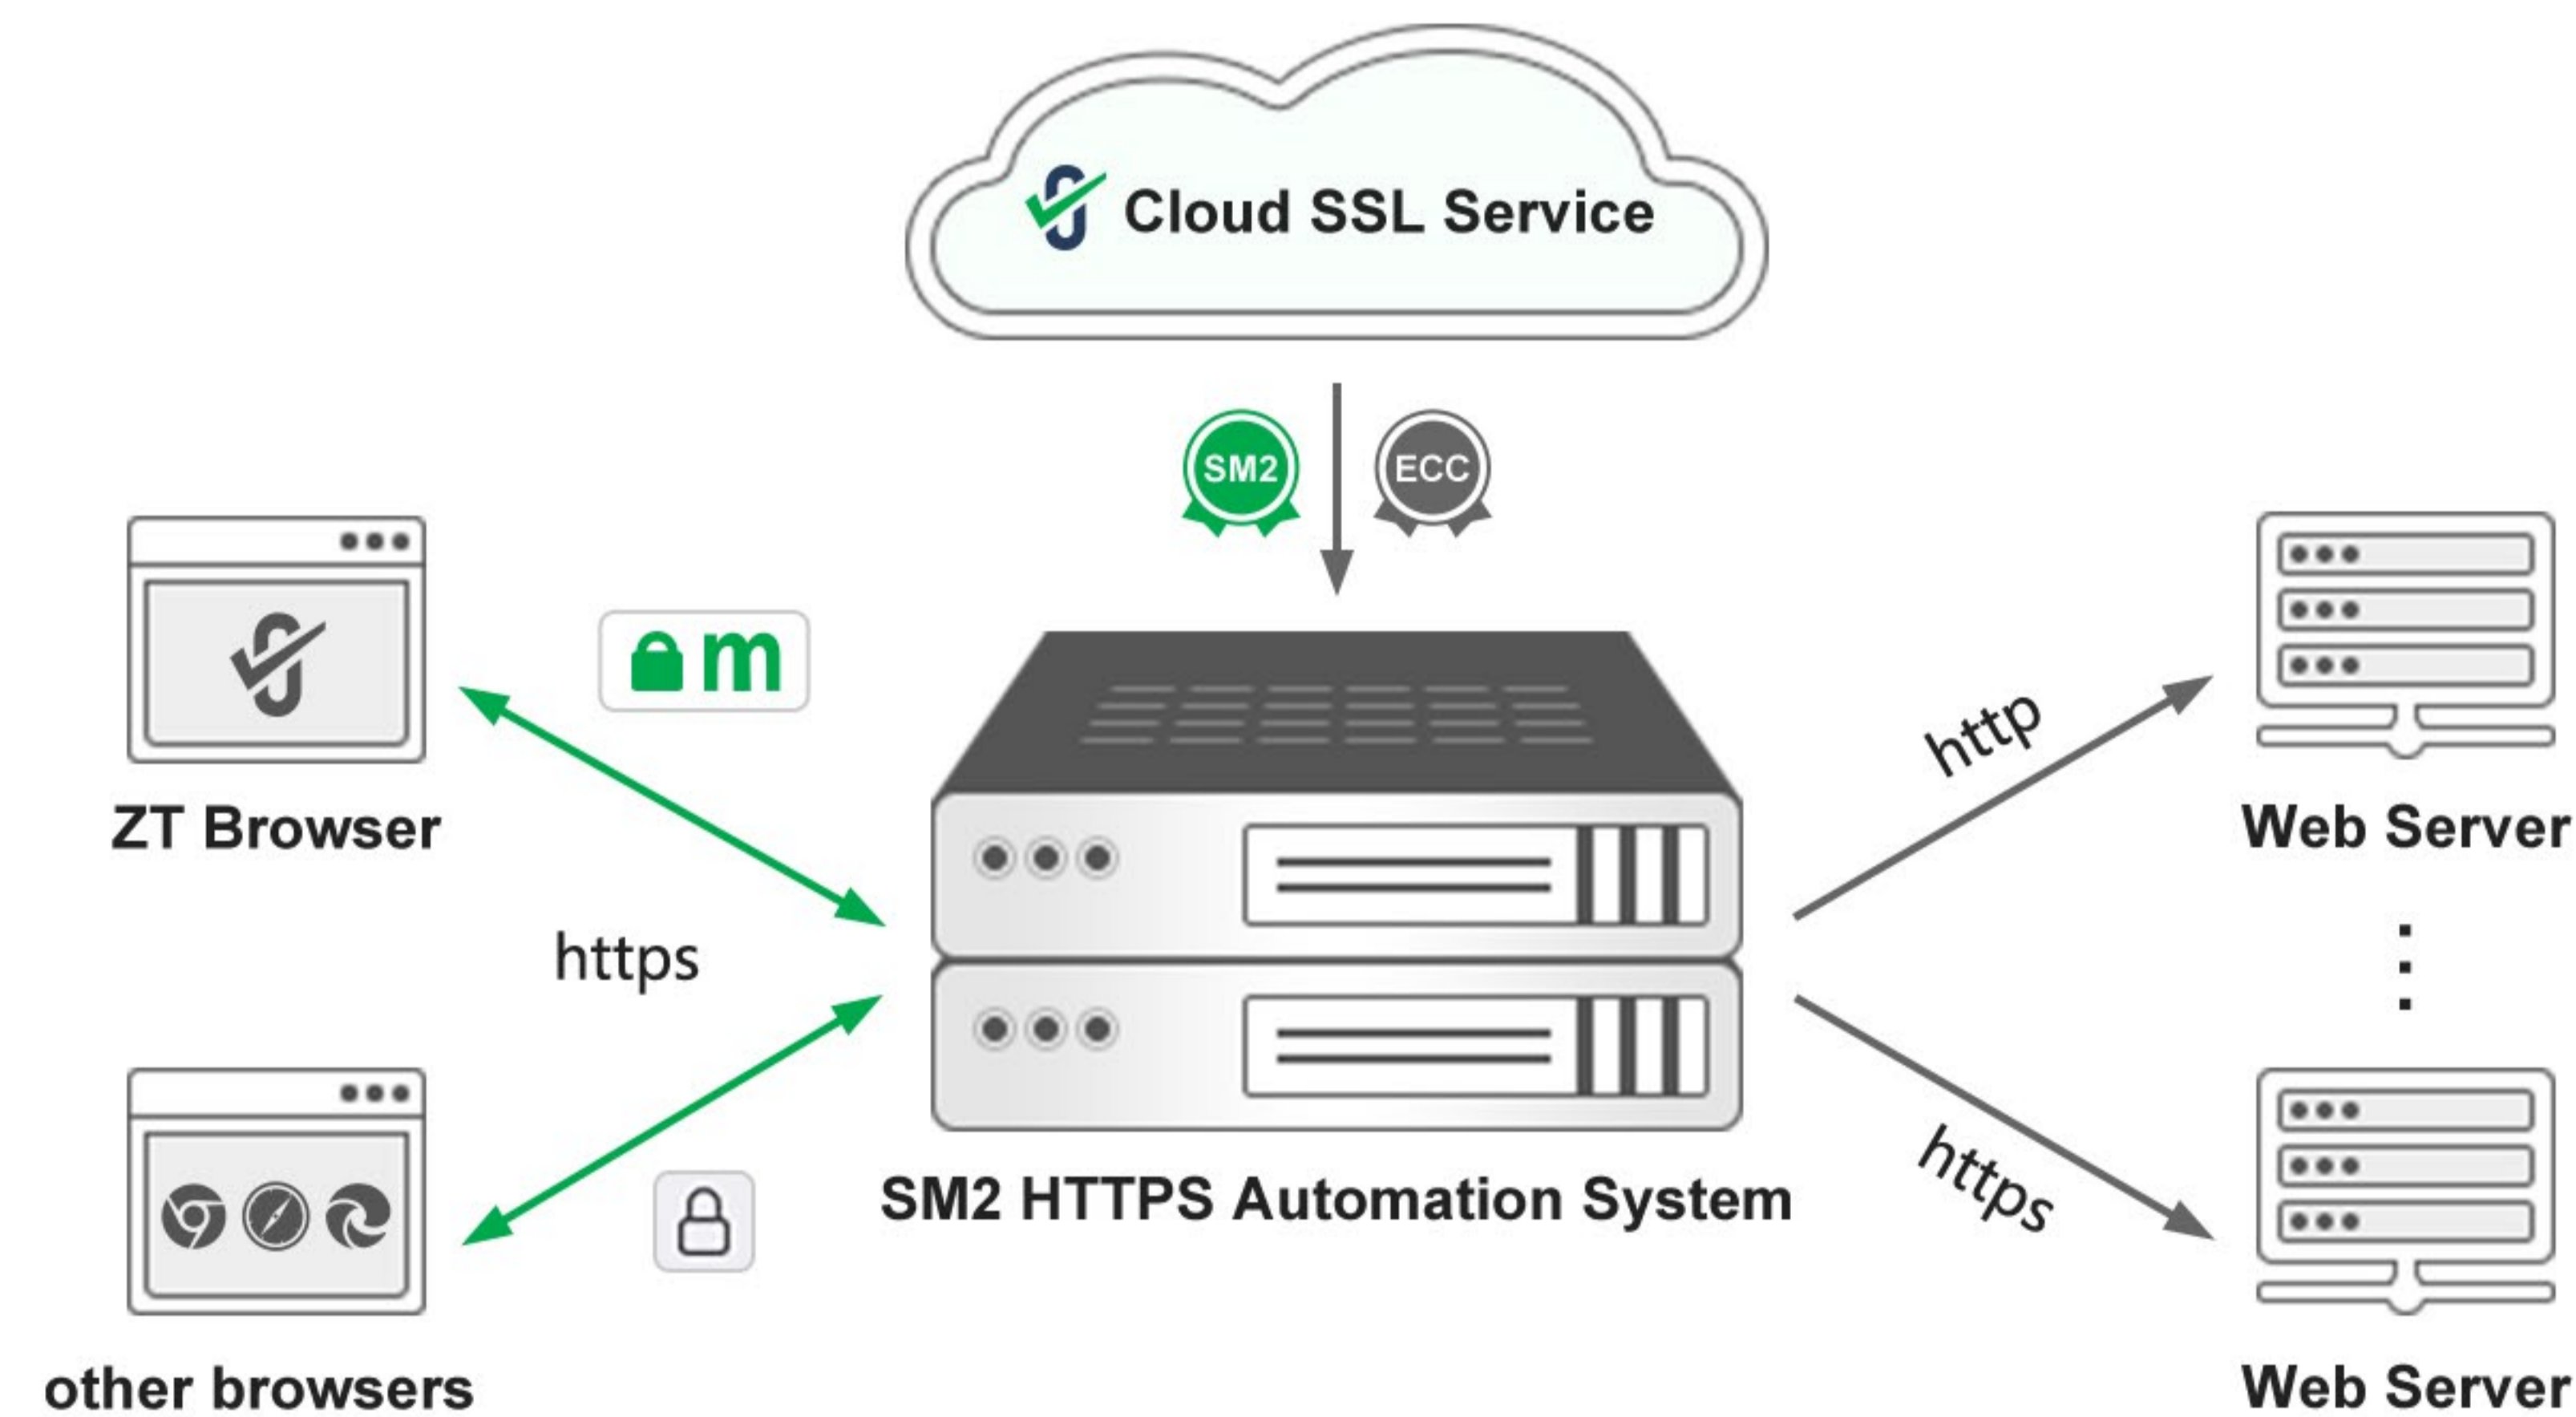 Cloud SSL Service
SM2
ECC
m
http
ZT Browser
Web Server
https
SM2 HTTPS Automation System
https
other browsers
Web Server